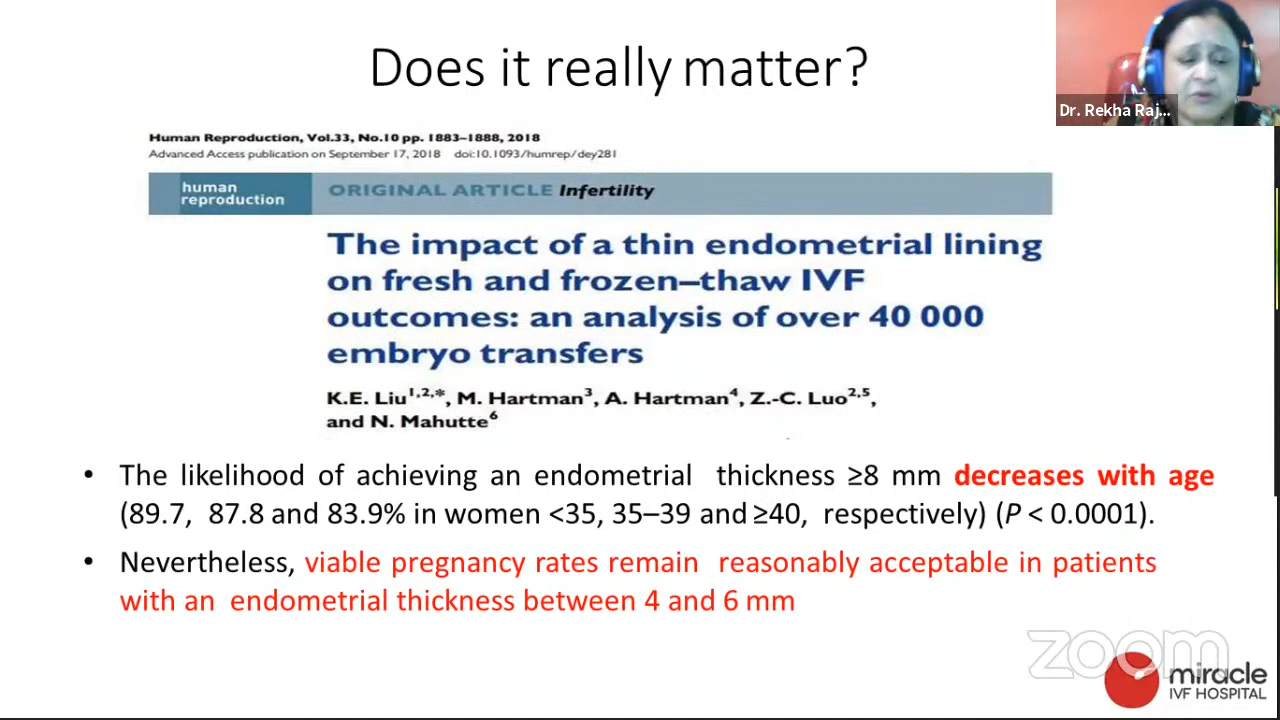 Does it really matter?
Dr. Rekha Raj...
Human Reproduction, Vol.33, No.10 pp. 1883–1888, 2018
Advanced Access publication on September 17, 2018 doi:10.1093/humrep/dey281
human
reproduction
ORIGINAL ARTICLE Infertility
The impact of a thin endometrial lining
on fresh and frozen–thaw IVF
outcomes: an analysis of over 40 000
embryo transfers
K.E. Liu1,2,*, M. Hartman3, A. Hartman4, Z.-C. Luo2,5,
and N. Mahutte6
• The likelihood of achieving an endometrial thickness ≥8 mm decreases with age
(89.7, 87.8 and 83.9% in women <35, 35–39 and ≥40, respectively) (P < 0.0001).
• Nevertheless, viable pregnancy rates remain reasonably acceptable in patients
with an endometrial thickness between 4 and 6 mm
zoom
miracle
IVF HOSPITAL